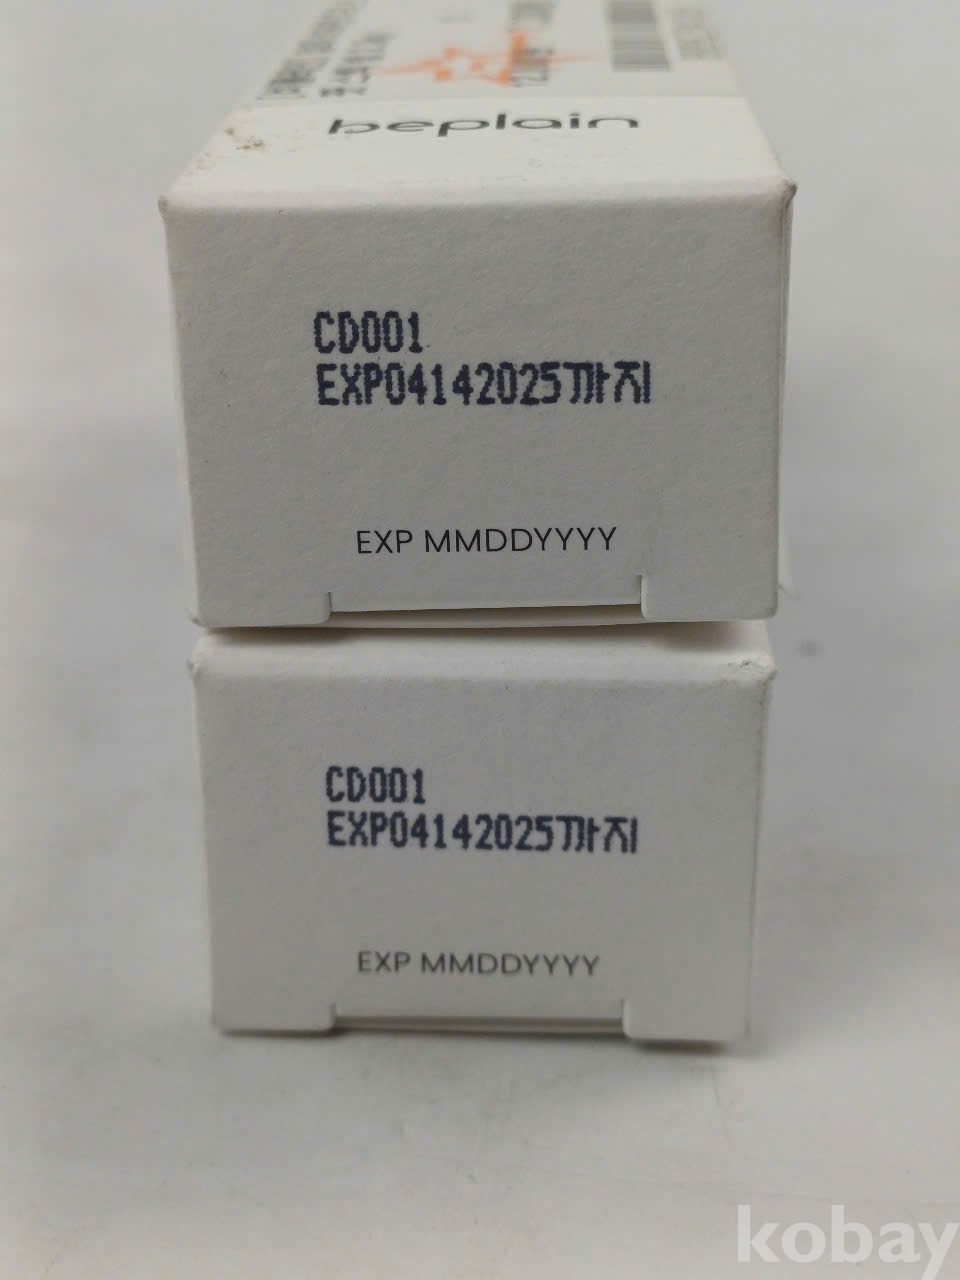 beplain
CD001
EXP04142025까지
EXP MMDDYYYY
CD001
EXP04142025까지
EXP MMDDYYYY
kobay